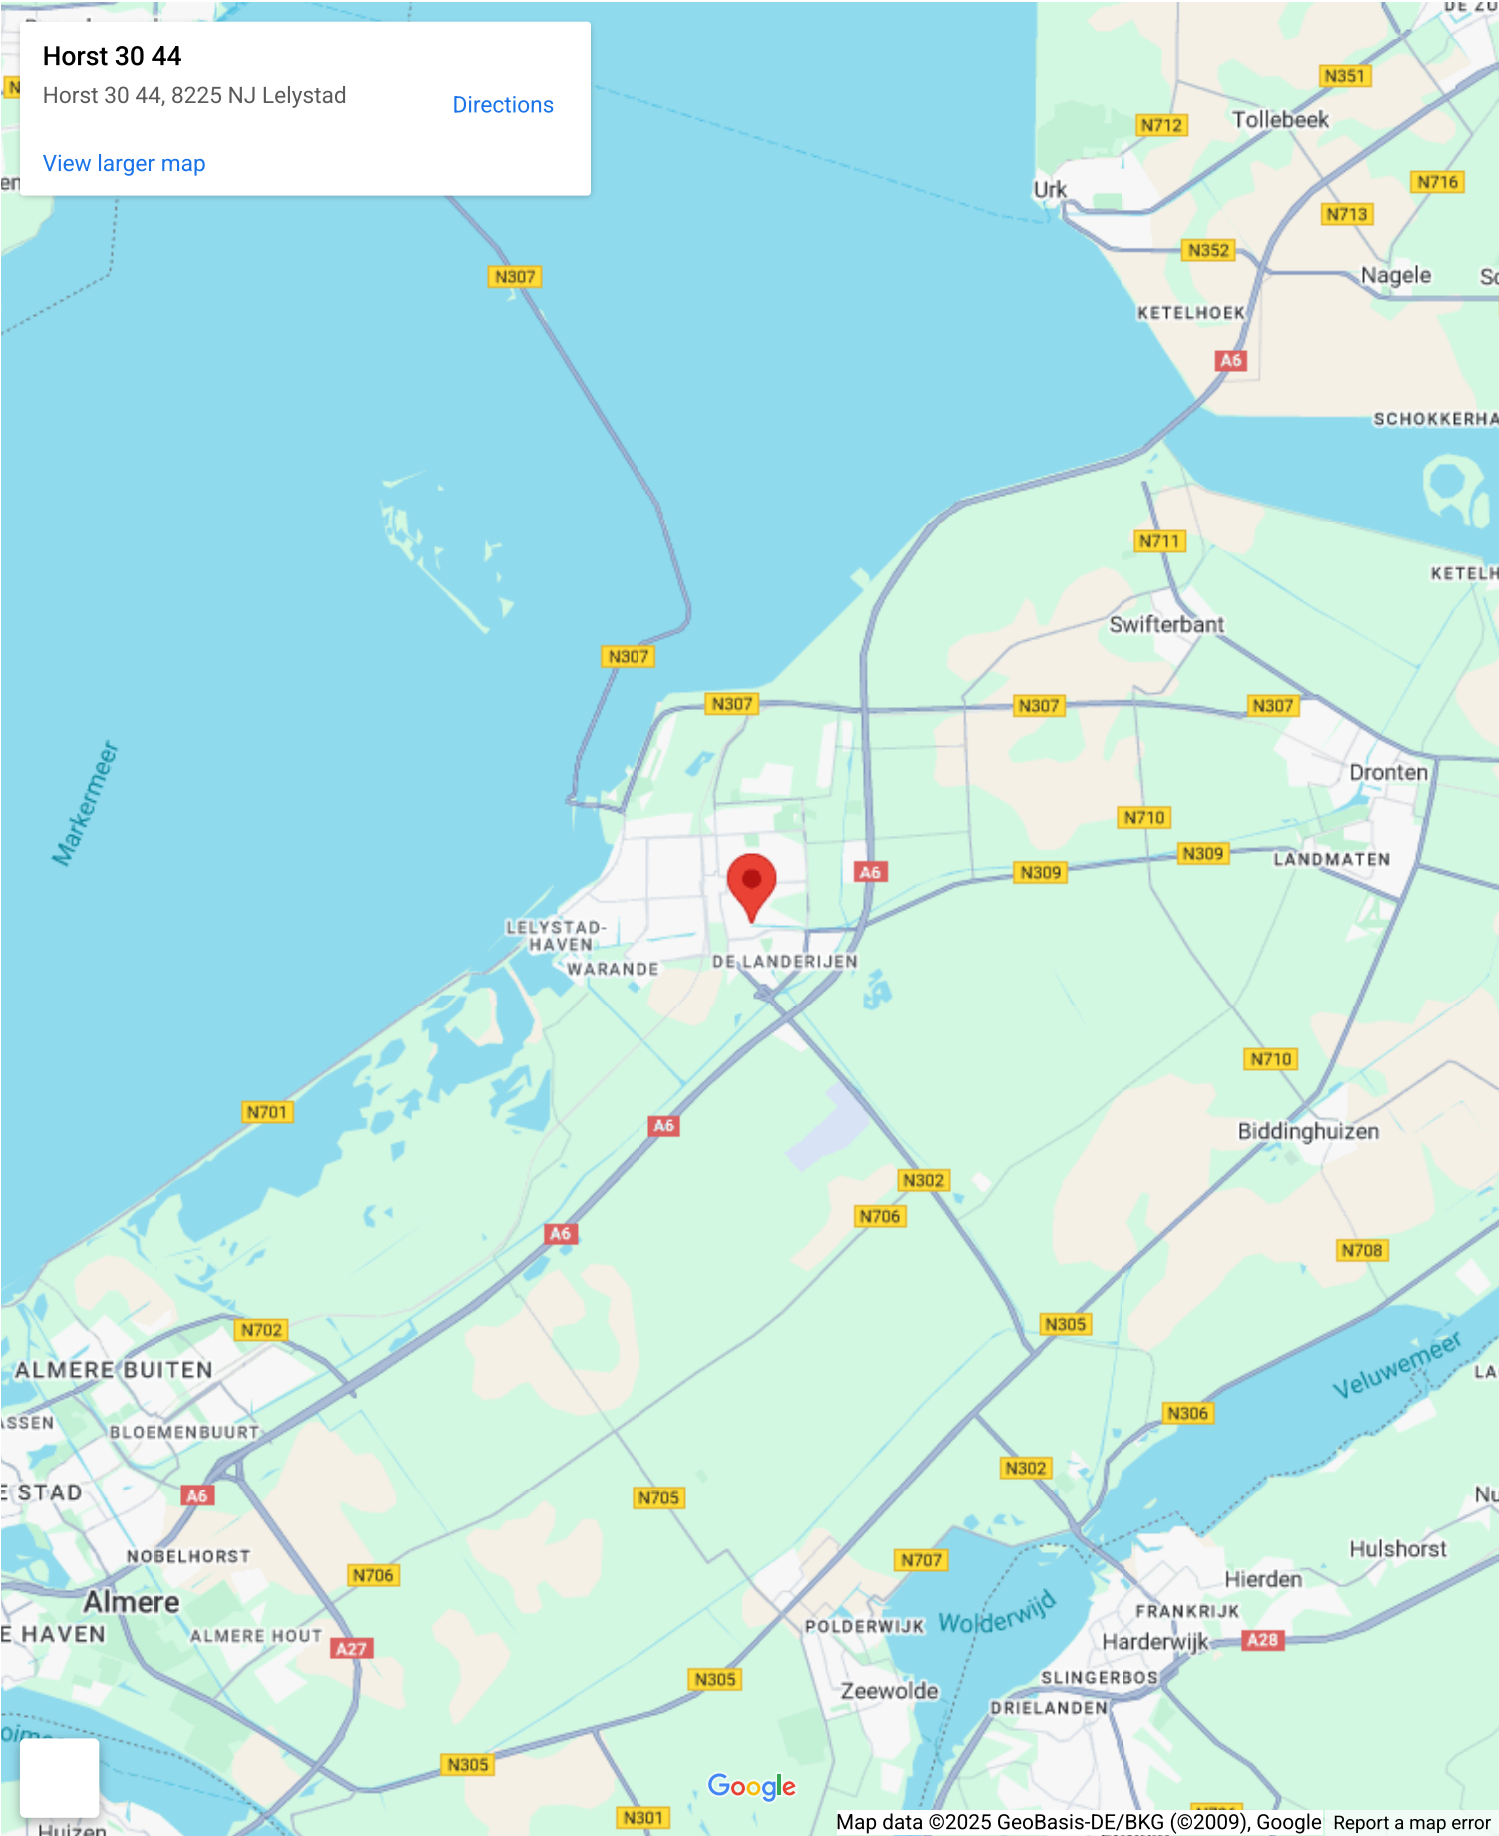 Horst 30 44
Horst 30 44, 8225 NJ Lelystad
Directions
View larger map
N351
Tollebeek
N712
N716
Urk
N713
N352
N307
Nagele
KETELHOEK
A6
SCHOKKERHA
N711
KETELH
Swifterbant
N307
N307
N307
N307
Markermeer
Dronten
N710
N309
LANDMATEN
A6
N309
LELYSTAD-
HAVEN
WARANDE
DE LANDERIJEN
N710
N701
A6
Biddinghuizen
N302
N706
A6
N708
N305
N702
Veluwemeer
ALMERE BUITEN
N306
BLOEMENBUURT
N302
E STAD
A6
N705
Nu
Hulshorst
NOBELHORST
N707
N706
Hierden
Almere
Wolderwijd
FRANKRIJK
POLDERWIJK
E HAVEN
ALMERE HOUT
A27
Harderwijk
A28
N305
SLINGERBOS
Zeewolde
DRIELANDEN
N305
Google
N301
Map data ©2025 GeoBasis-DE/BKG (©2009), Google
Report a map error
Huizen